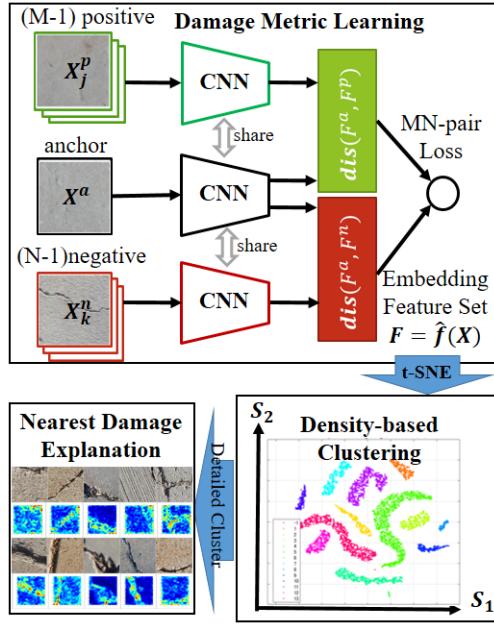 Damage Metric Learning
(M-1) positive
X_j^p
CNN
dis(F^a, F^p)
share
MN-pair
Loss
anchor
X^a
CNN
share
(N-1)negative
X_k^n
CNN
dis(F^a, F^n)
Embedding
Feature Set
F = f̂(X)
t-SNE
Nearest Damage
Explanation
Detailed Cluster
S_2
Density-based
Clustering
S_1